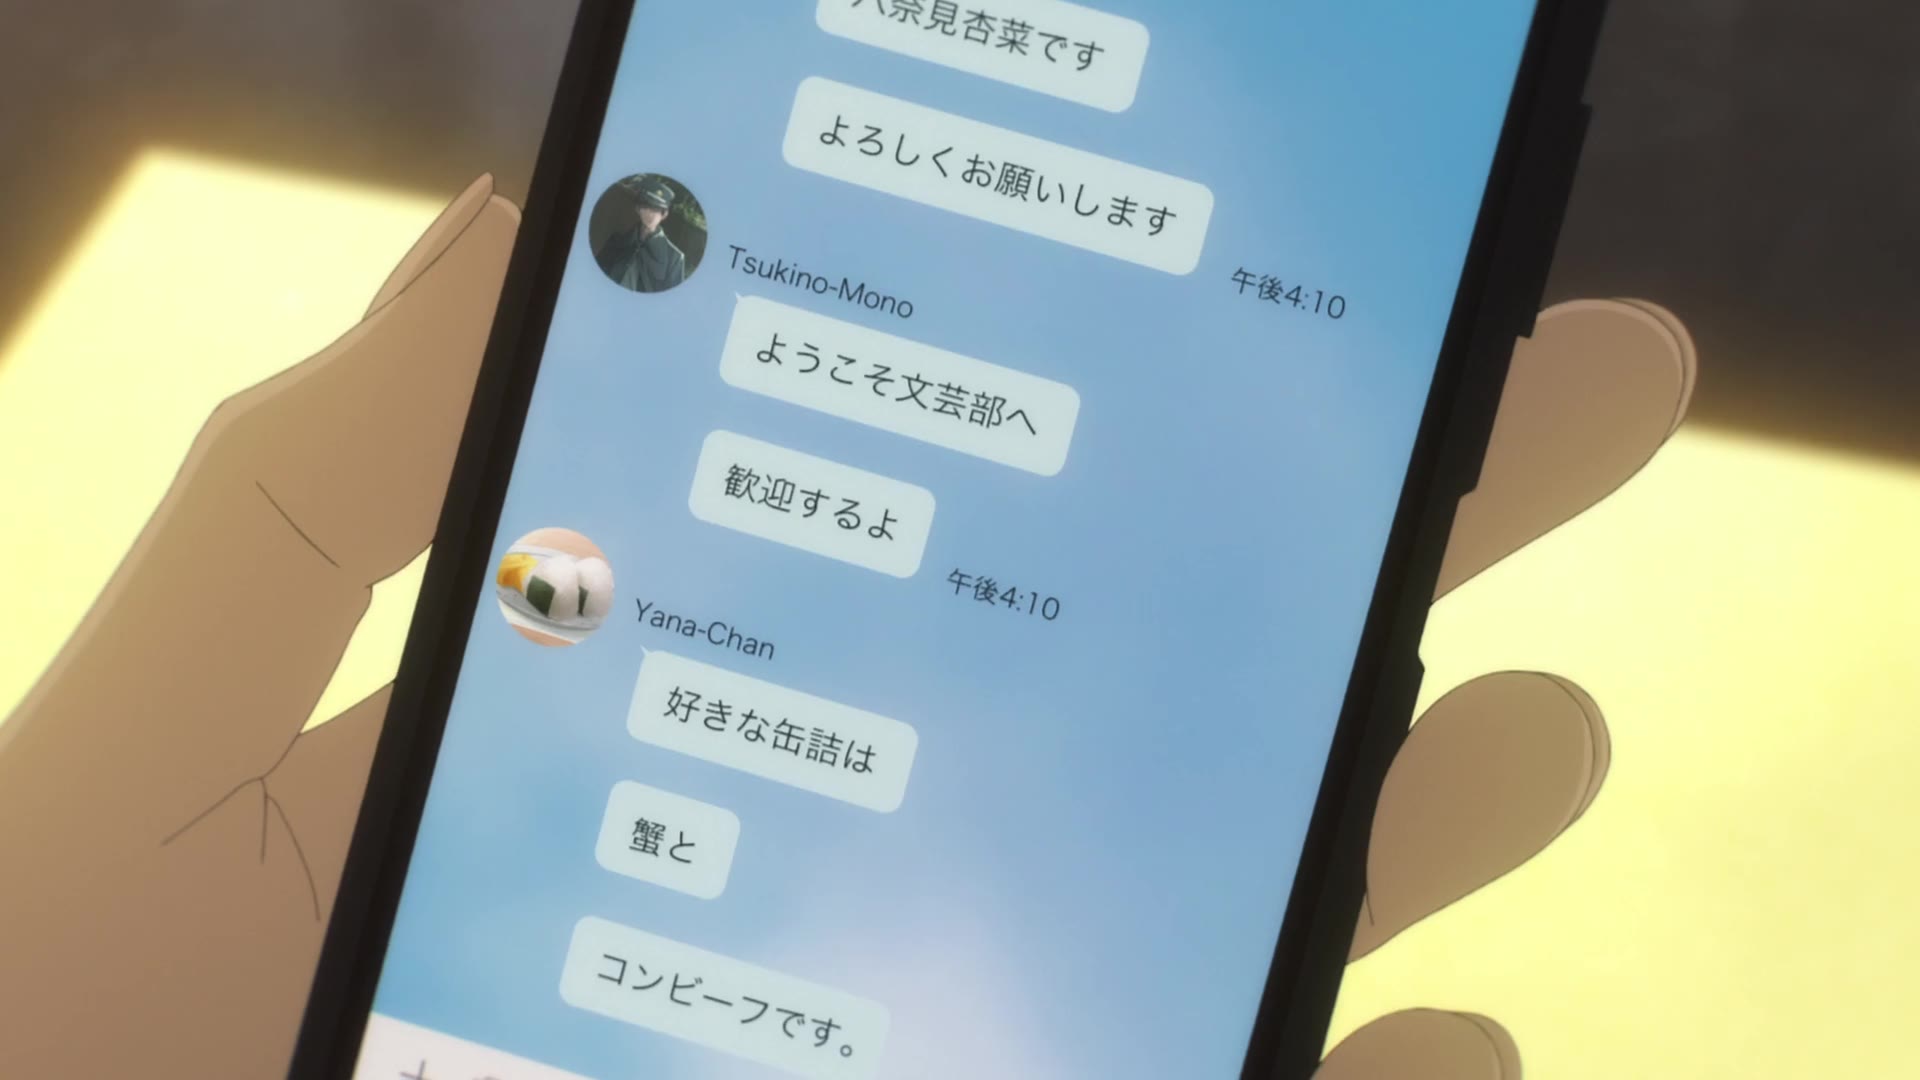 八奈見杏菜です
よろしくお願いします
午後4:10
Tsukino-Mono
ようこそ文芸部へ
歓迎するよ
午後4:10
Yana-Chan
好きな缶詰は
蟹と
コンビーフです。